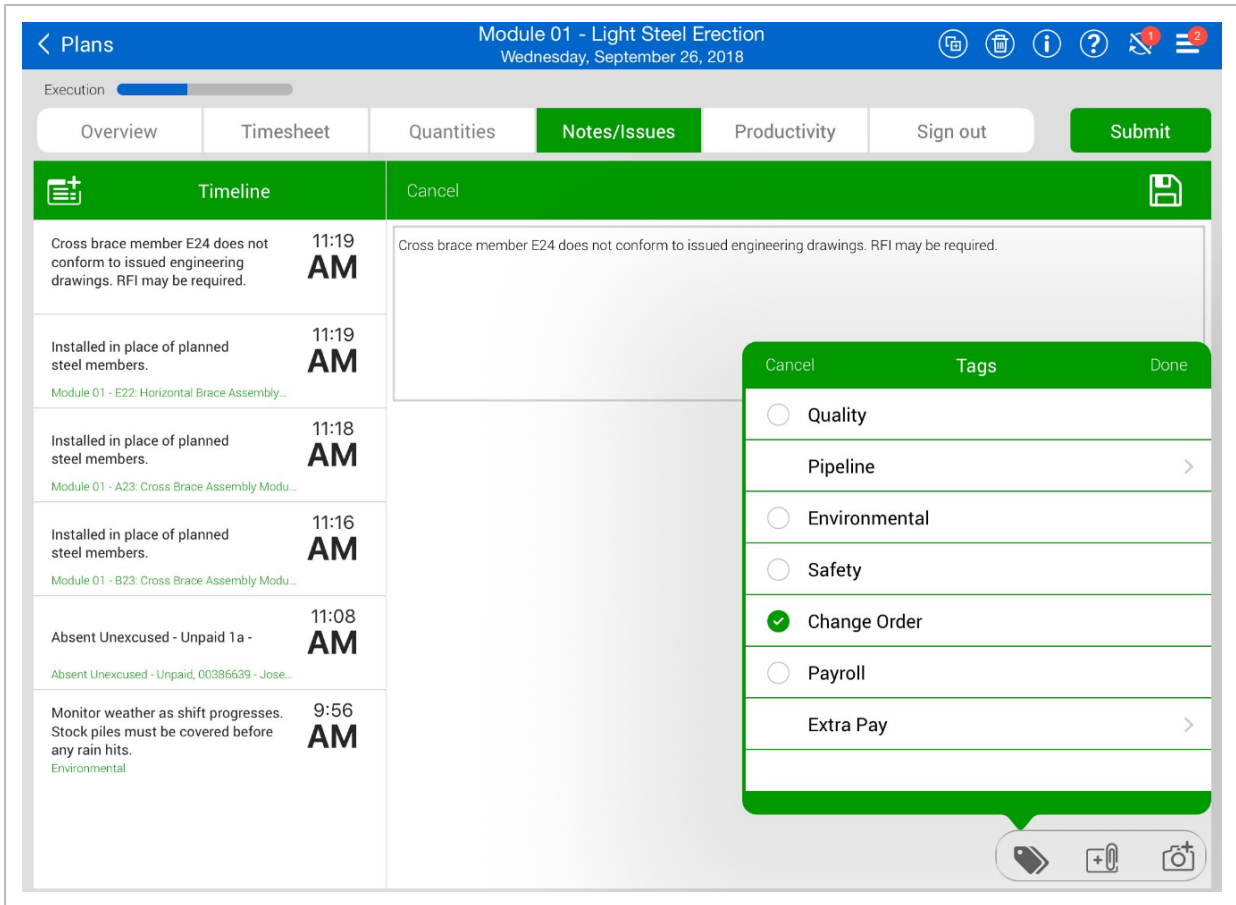 Plans
Module 01 - Light Steel Erection
Wednesday, September 26, 2018
1
2
Execution
Overview
Timesheet
Quantities
Notes/Issues
Productivity
Sign out
Submit
Timeline
Cancel
Cross brace member E24 does not
conform to issued engineering
drawings. RFI may be required.
11:19
AM
Installed in place of planned
steel members.
Module 01 - E22: Horizontal Brace Assembly...
11:19
AM
Installed in place of planned
steel members.
Module 01 - A23: Cross Brace Assembly Modu...
11:18
AM
Installed in place of planned
steel members.
Module 01 - B23: Cross Brace Assembly Modu...
11:16
AM
Absent Unexcused - Unpaid 1a -
Absent Unexcused - Unpaid, 00386639 - Jose...
11:08
AM
Monitor weather as shift progresses.
Stock piles must be covered before
any rain hits.
Environmental
9:56
AM
Cross brace member E24 does not conform to issued engineering drawings. RFI may be required.
Cancel
Tags
Done
Quality
Pipeline
Environmental
Safety
Change Order
Payroll
Extra Pay